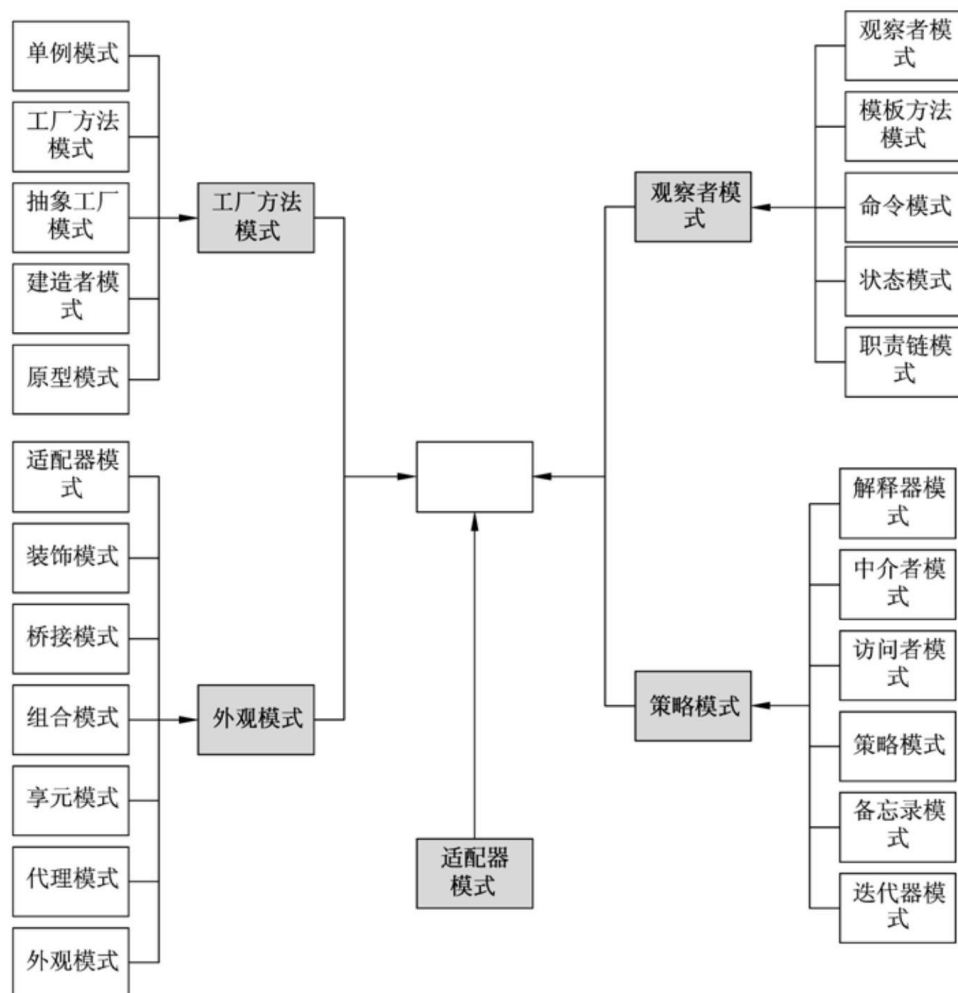 单例模式
工厂方法
模式
抽象工厂
模式
建造者模
式
原型模式
工厂方法
模式
适配器模
式
装饰模式
桥接模式
组合模式
享元模式
代理模式
外观模式
外观模式
适配器
模式
观察者模
式
策略模式
观察者模
式
模板方法
模式
命令模式
状态模式
职责链模
式
解释器模
式
中介者模
式
访问者模
式
策略模式
备忘录模
式
迭代器模
式